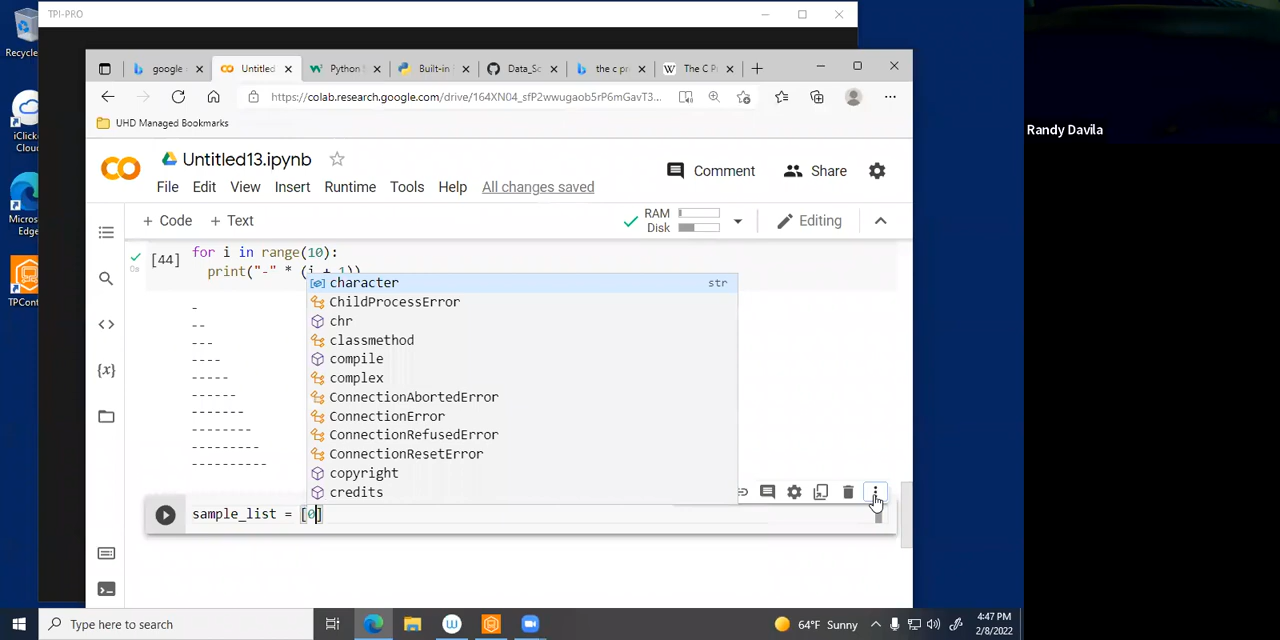 TPI-PRO
Recycle
google
Untitled
Python
Built-in
Data_Sc
the c pr
The C P
https://colab.research.google.com/drive/164XN04_sfP2wwugaob5rP6mGavT3...
UHD Managed Bookmarks
iClicke
Cloud
Randy Davila
Untitled13.ipynb
Comment
Share
File Edit View Insert Runtime Tools Help All changes saved
Micros
Edge
+ Code + Text
RAM
Disk
Editing
TPCont
[44]
for i in range(10):
print("-" * (i + 1))
-
--
---
----
-----
------
-------
--------
---------
----------
character str
ChildProcessError
chr
classmethod
compile
complex
ConnectionAbortedError
ConnectionError
ConnectionRefusedError
ConnectionResetError
copyright
credits
sample_list = [0]
Type here to search
64°F Sunny
4:47 PM
2/8/2022